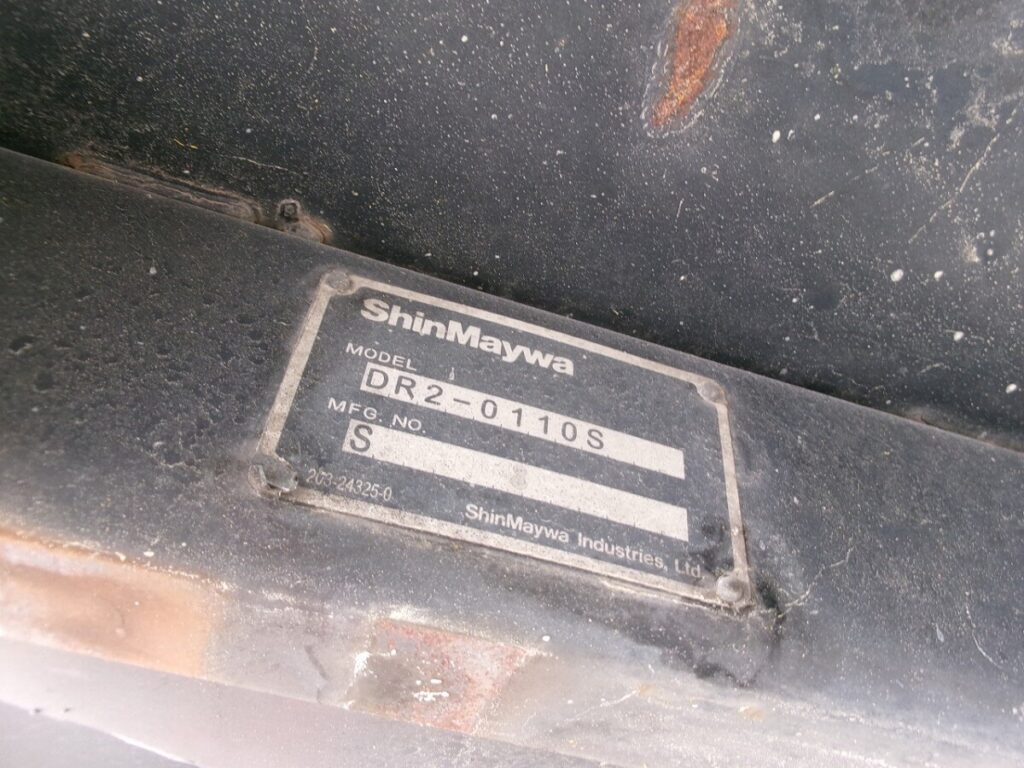 ShinMaywa
MODEL
DR2-0110S
MFG. NO.
S
203-24325-0
ShinMaywa Industries, Ltd.